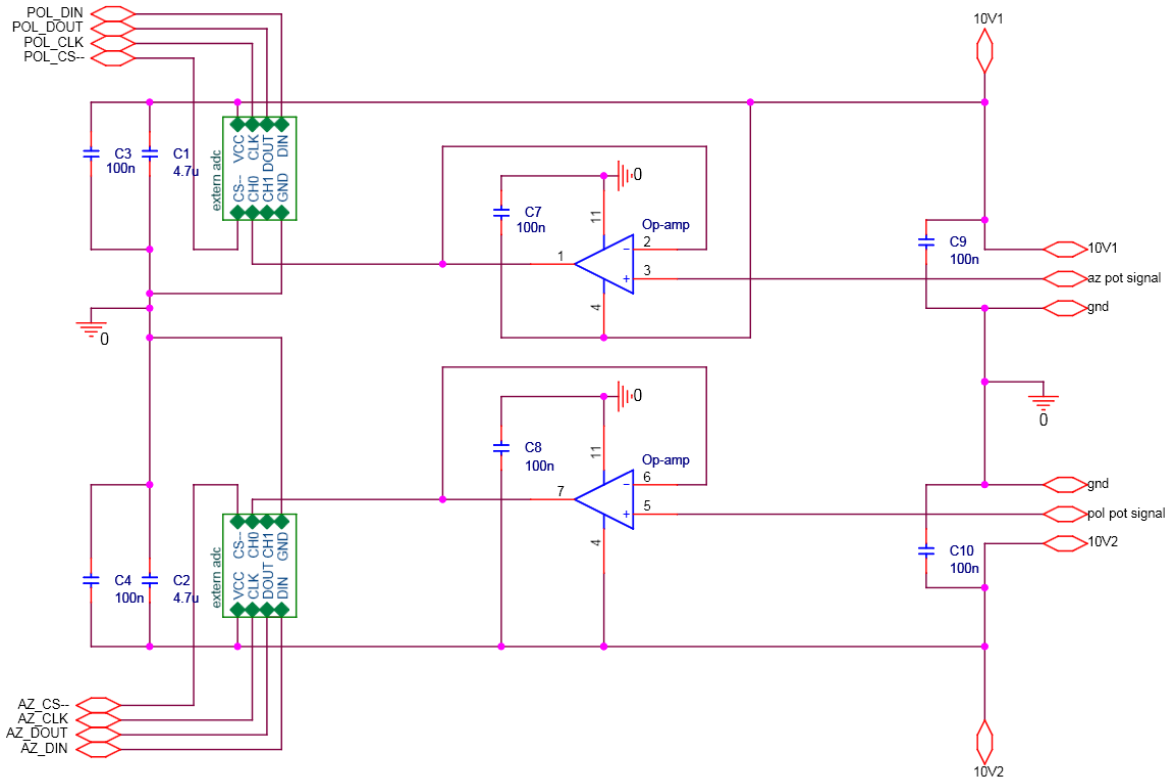 POL_DIN
POL_DOUT
POL_CLK
POL_CS--
10V1
C3
100n
C1
4.7u
extern adc
VCC
CLK
DOUT
DIN
CS--
CH0
CH1
GND
0
C7
100n
11
Op-amp
2
1
3
4
C9
100n
10V1
az pot signal
gnd
0
0
0
C8
100n
11
Op-amp
6
7
5
4
gnd
pol pot signal
10V2
C10
100n
C4
100n
C2
4.7u
extern adc
CS--
CH0
CH1
GND
VCC
CLK
DOUT
DIN
AZ_CS--
AZ_CLK
AZ_DOUT
AZ_DIN
10V2